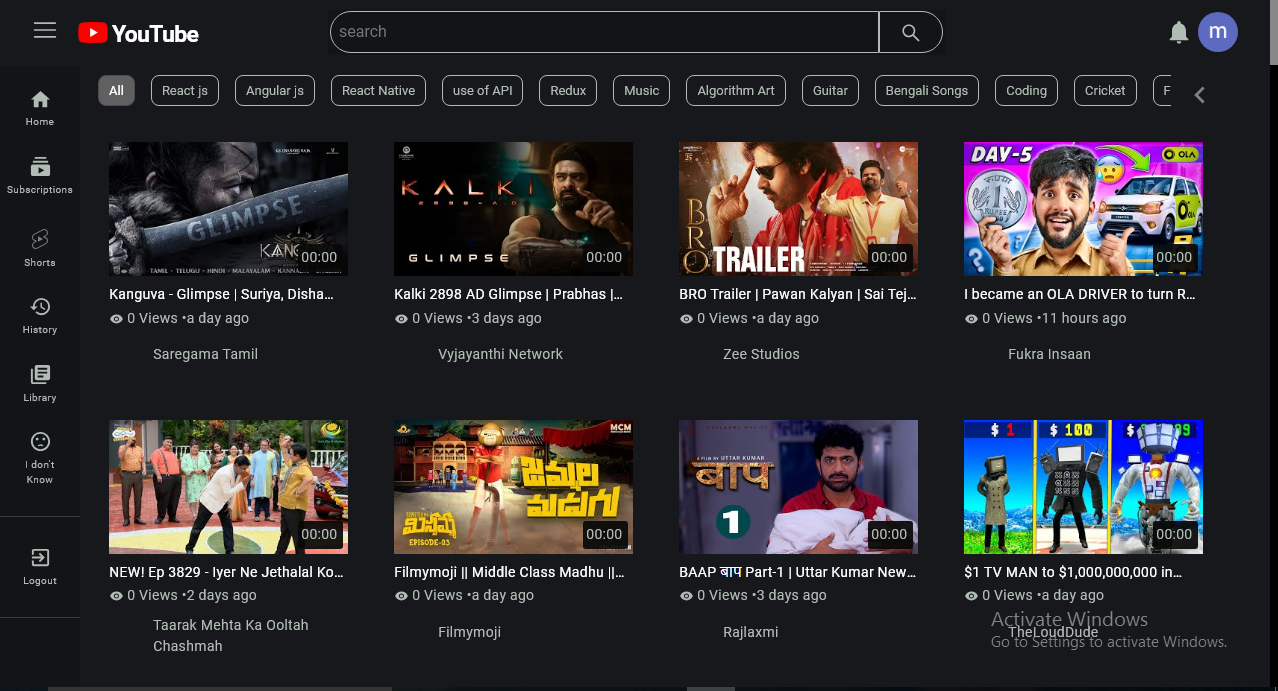 YouTube
search
m
All
React js
Angular js
React Native
use of API
Redux
Music
Algorithm Art
Guitar
Bengali Songs
Coding
Cricket
F
Home
Subscriptions
Shorts
History
Library
I don't
Know
Logout
GLIMPSE
TAMIL - TELUGU - HINDI - MALAYALAM - KANNA
00:00
Kanguva - Glimpse | Suriya, Disha...
0 Views •a day ago
Saregama Tamil
KALKI
2898-AD
GLIMPSE
00:00
Kalki 2898 AD Glimpse | Prabhas |...
0 Views •3 days ago
Vyjayanthi Network
BRO
TRAILER
00:00
BRO Trailer | Pawan Kalyan | Sai Tej...
0 Views •a day ago
Zee Studios
DAY-5
OLA
OLA
00:00
I became an OLA DRIVER to turn R...
0 Views •11 hours ago
Fukra Insaan
00:00
NEW! Ep 3829 - Iyer Ne Jethalal Ko...
0 Views •2 days ago
Taarak Mehta Ka Ooltah
Chashmah
MCM
EPISODE-03
00:00
Filmymoji || Middle Class Madhu ||...
0 Views •a day ago
Filmymoji
A FILM BY UTTAR KUMAR
बाप
1
00:00
BAAP बाप Part-1 | Uttar Kumar New...
0 Views •3 days ago
Rajlaxmi
$ 1
$ 100
00:00
$1 TV MAN to $1,000,000,000 in...
0 Views •a day ago
TheLoudDude
Activate Windows
Go to Settings to activate Windows.